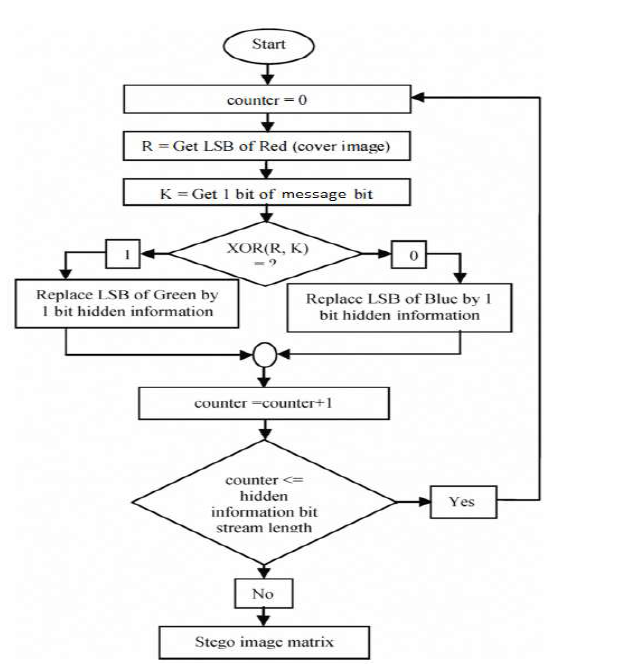 Start
counter = 0
R = Get LSB of Red (cover image)
K = Get 1 bit of message bit
XOR(R, K)
= ?
1
0
Replace LSB of Green by
1 bit hidden information
Replace LSB of Blue by 1
bit hidden information
counter =counter+1
counter <=
hidden
information bit
stream length
Yes
No
Stego image matrix